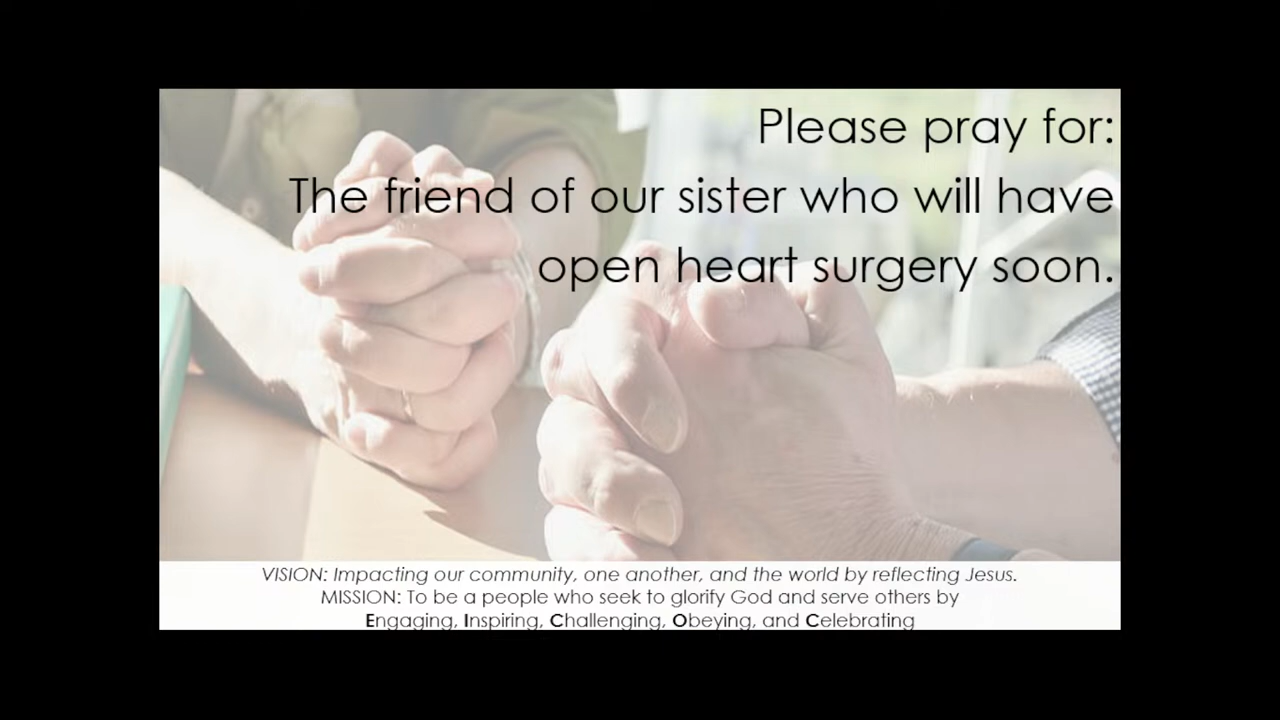 Please pray for:
The friend of our sister who will have
open heart surgery soon.
VISION: Impacting our community, one another, and the world by reflecting Jesus.
MISSION: To be a people who seek to glorify God and serve others by
Engaging, Inspiring, Challenging, Obeying, and Celebrating